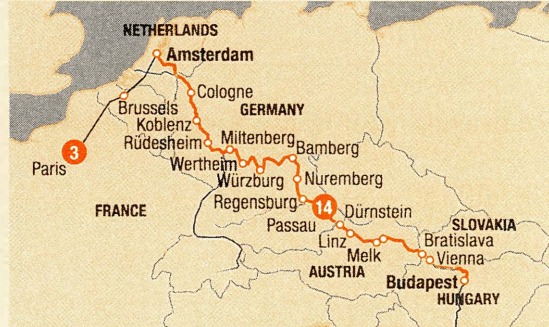 NETHERLANDS
Amsterdam
Cologne
Brussels
GERMANY
Koblenz
Rüdesheim
Miltenberg
Bamberg
3
Paris
Wertheim
Würzburg
Nuremberg
Regensburg
14
FRANCE
Dürnstein
Passau
SLOVAKIA
Linz
Bratislava
Melk
Vienna
AUSTRIA
Budapest
HUNGARY